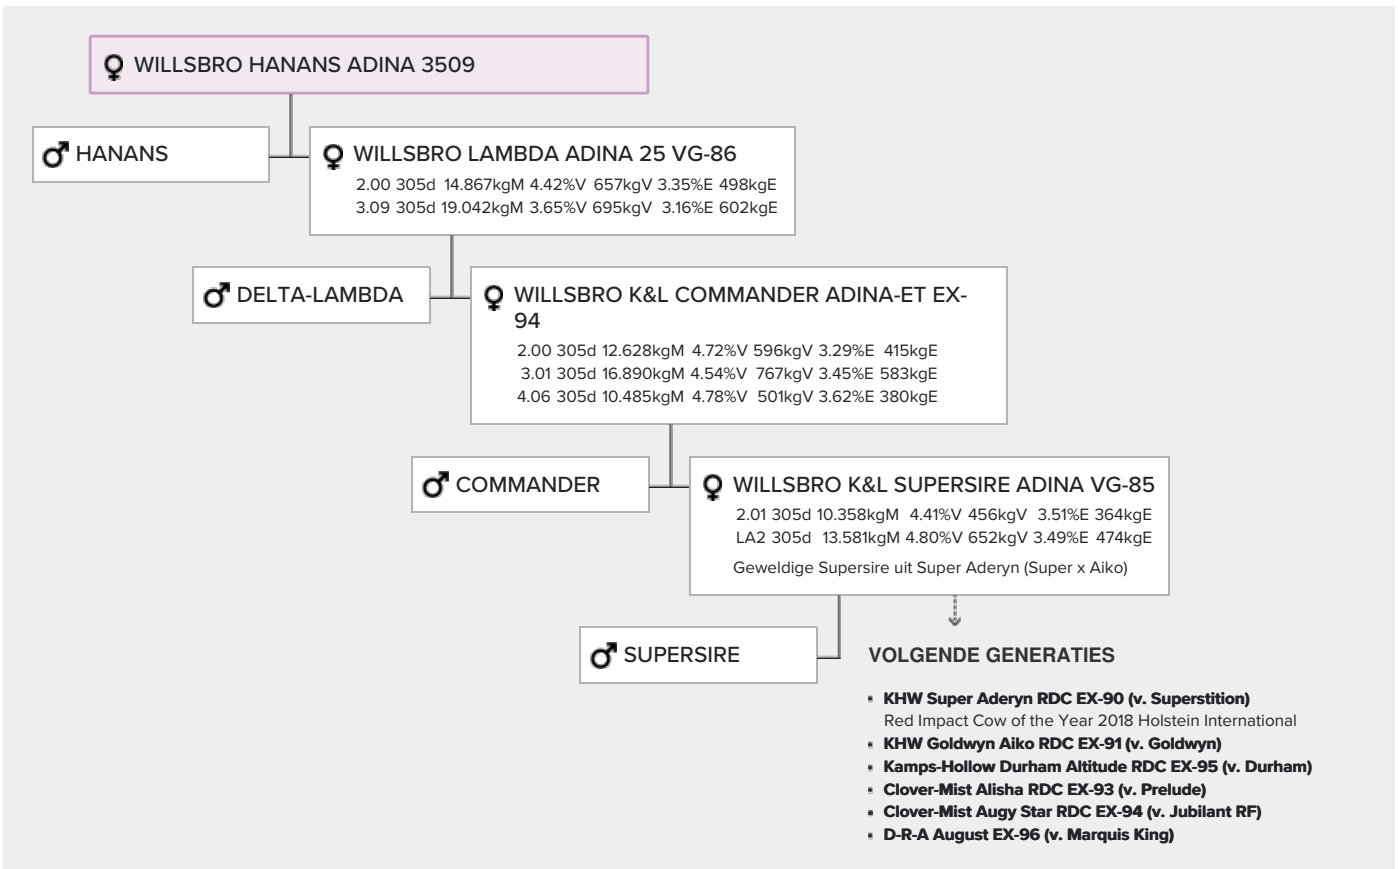 WILLSBRO HANANS ADINA 3509
HANANS
WILLSBRO LAMBDA ADINA 25 VG-86
2.00 305d 14.867kgM 4.42%V 657kgV 3.35%E 498kgE
3.09 305d 19.042kgM 3.65%V 695kgV 3.16%E 602kgE
DELTA-LAMBDA
WILLSBRO K&L COMMANDER ADINA-ET EX-
94
2.00 305d 12.628kgM 4.72%V 596kgV 3.29%E 415kgE
3.01 305d 16.890kgM 4.54%V 767kgV 3.45%E 583kgE
4.06 305d 10.485kgM 4.78%V 501kgV 3.62%E 380kgE
COMMANDER
WILLSBRO K&L SUPERSIRE ADINA VG-85
2.01 305d 10.358kgM 4.41%V 456kgV 3.51%E 364kgE
LA2 305d 13.581kgM 4.80%V 652kgV 3.49%E 474kgE
Geweldige Supersire uit Super Aderyn (Super x Aiko)
SUPERSIRE
VOLGENDE GENERATIES
▪ KHW Super Aderyn RDC EX-90 (v. Superstition)
Red Impact Cow of the Year 2018 Holstein International
▪ KHW Goldwyn Aiko RDC EX-91 (v. Goldwyn)
▪ Kamps-Hollow Durham Altitude RDC EX-95 (v. Durham)
▪ Clover-Mist Alisha RDC EX-93 (v. Prelude)
▪ Clover-Mist Augy Star RDC EX-94 (v. Jubilant RF)
▪ D-R-A August EX-96 (v. Marquis King)